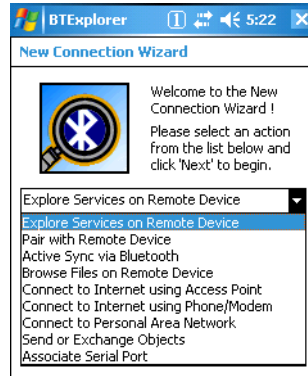 BTExplorer 1 5:22
New Connection Wizard
Welcome to the New
Connection Wizard !
Please select an action
from the list below and
click 'Next' to begin.
Explore Services on Remote Device
Explore Services on Remote Device
Pair with Remote Device
Active Sync via Bluetooth
Browse Files on Remote Device
Connect to Internet using Access Point
Connect to Internet using Phone/Modem
Connect to Personal Area Network
Send or Exchange Objects
Associate Serial Port